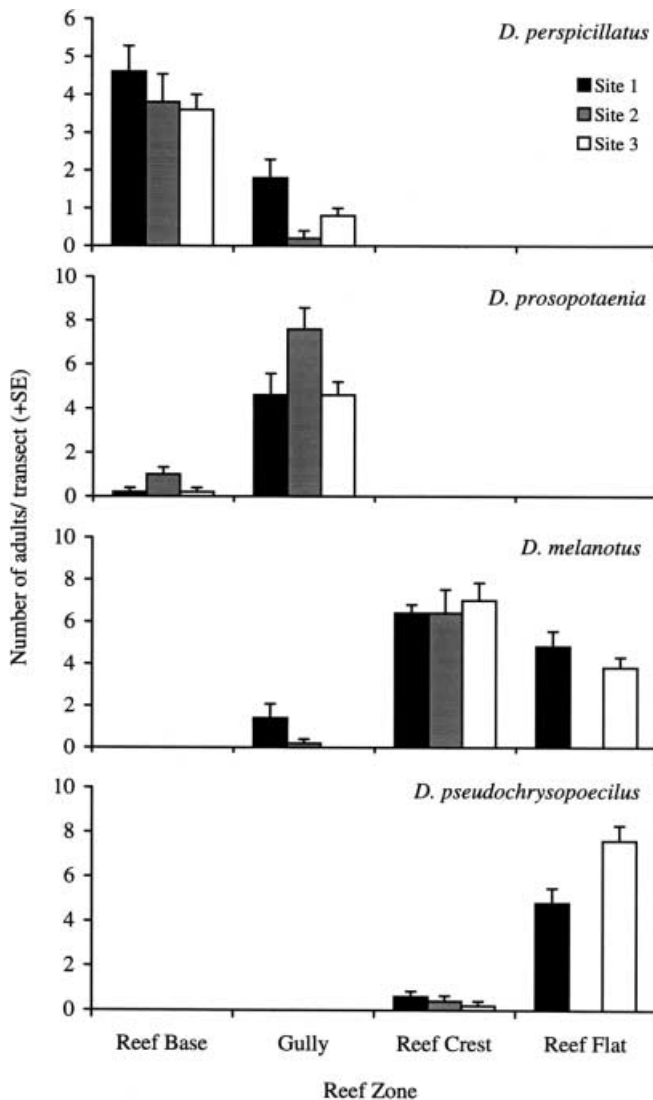 6
D. perspicillatus
5
Site 1
4
Site 2
3
Site 3
2
1
0
10
D. prosopotaenia
8
6
4
2
0
10
D. melanotus
8
6
4
2
0
10
D. pseudochrysopoecilus
8
6
4
2
0
Number of adults/ transect (+SE)
Reef Base Gully Reef Crest Reef Flat
Reef Zone